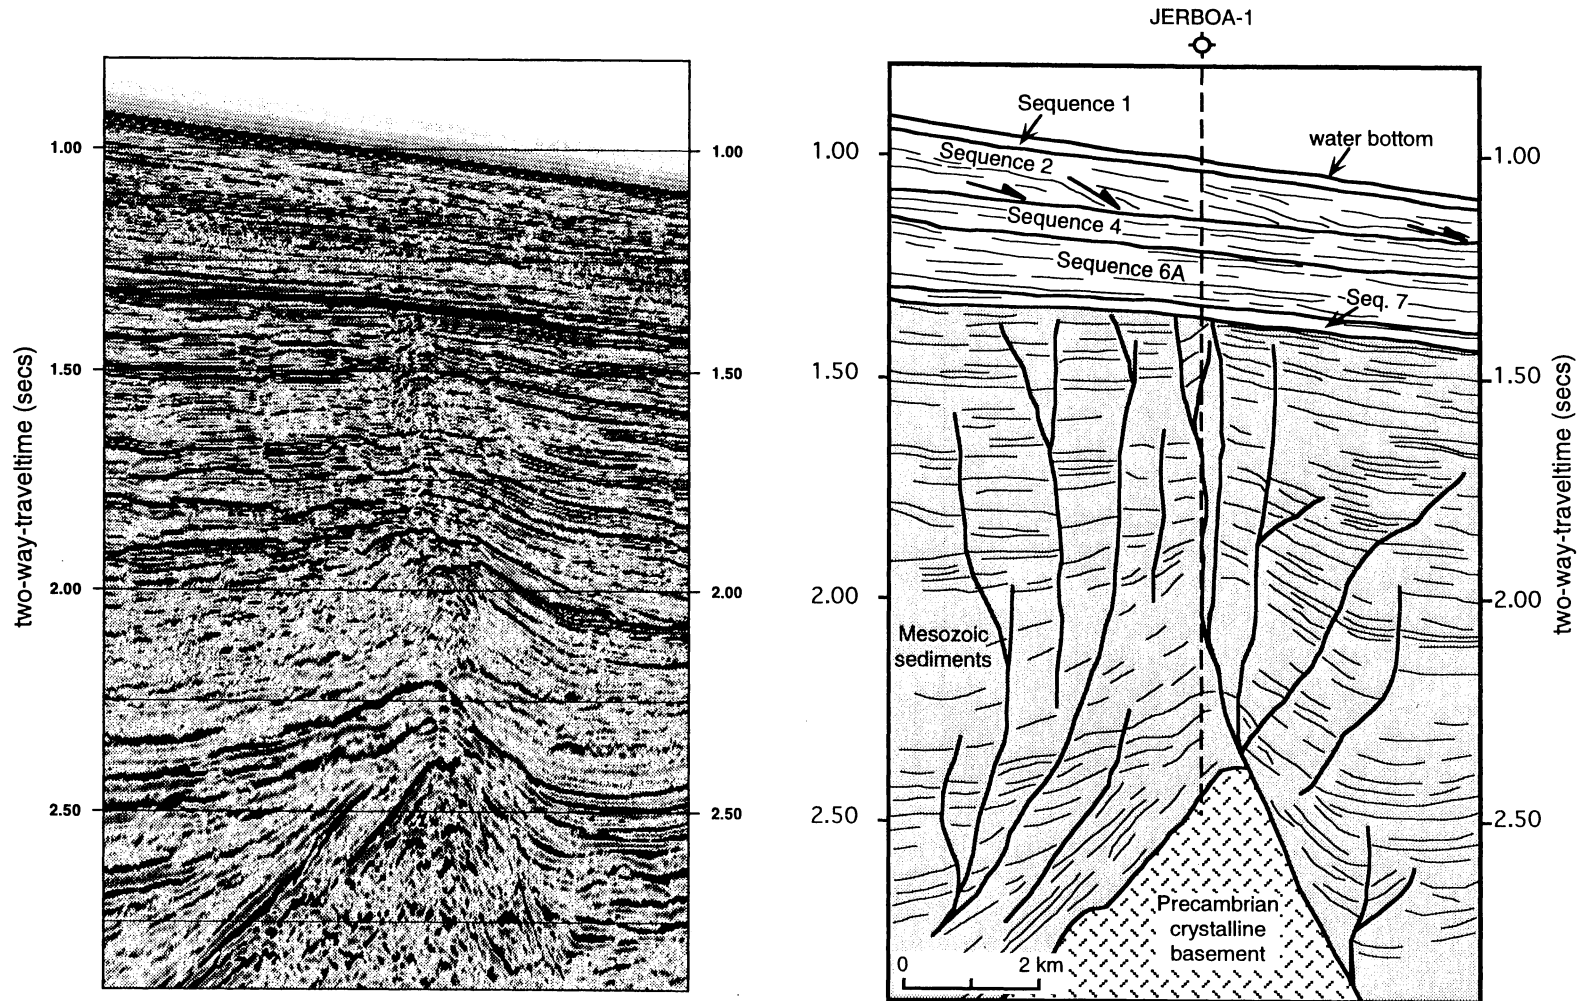 JERBOA-1
Sequence 1
water bottom
1.00
1.00
1.00
1.00
Sequence 2
Sequence 4
Sequence 6A
Seq. 7
1.50
1.50
1.50
1.50
two-way-traveltime (secs)
two-way-traveltime (secs)
2.00
2.00
2.00
2.00
Mesozoic
sediments
2.50
2.50
2.50
2.50
Precambrian
crystalline
basement
0
2 km